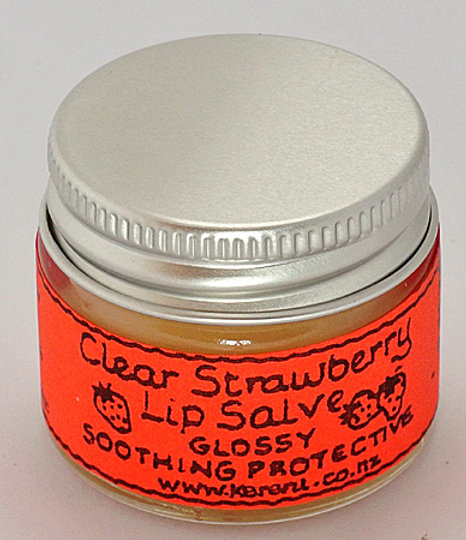 Clear Strawberry
Lip Salve
GLOSSY
SOOTHING PROTECTIVE
www.kereru.co.nz